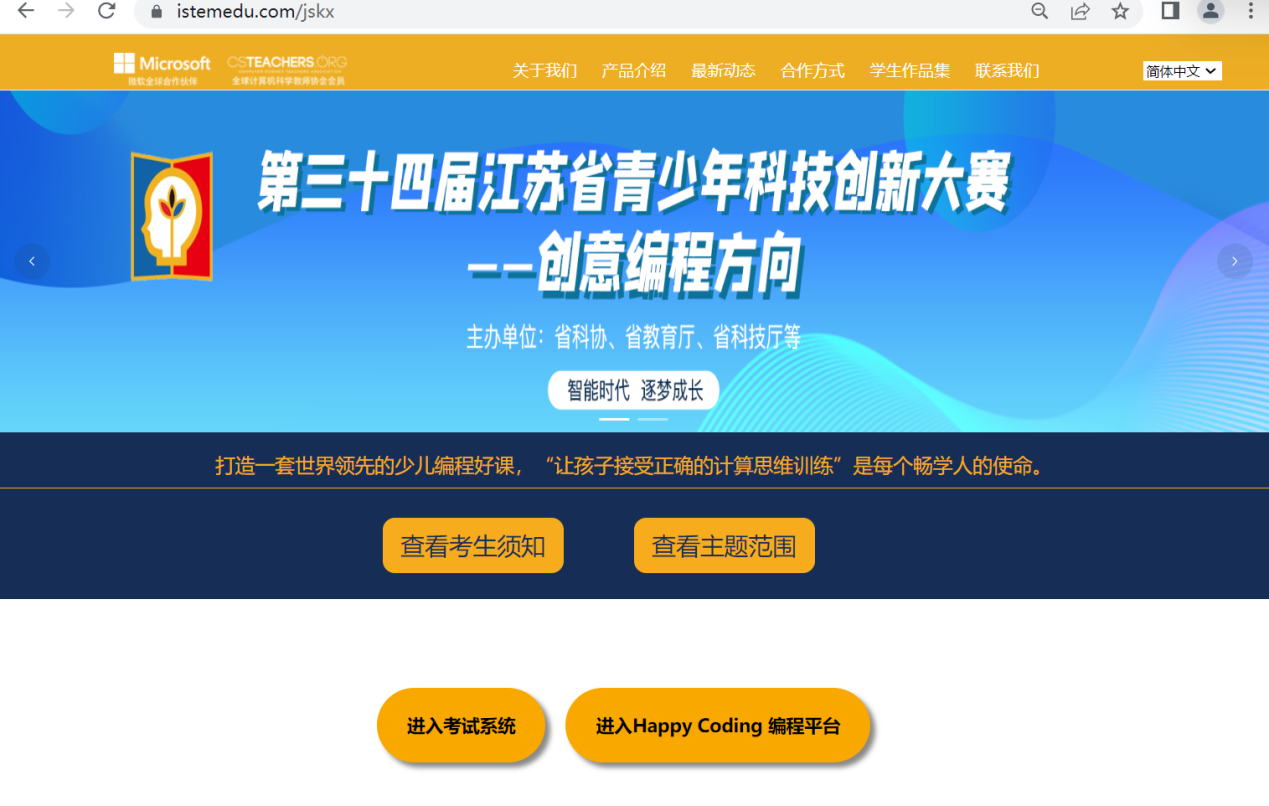 istemedu.com/jskx
Microsoft
微软全球合作伙伴
CSTEACHERS.ORG
全球计算机科学教师协会会员
关于我们 产品介绍 最新动态 合作方式 学生作品集 联系我们
简体中文
第三十四届江苏省青少年科技创新大赛
——创意编程方向
主办单位：省科协、省教育厅、省科技厅等
智能时代 逐梦成长
打造一套世界领先的少儿编程好课，“让孩子接受正确的计算思维训练”是每个畅学人的使命。
查看考生须知 查看主题范围
进入考试系统 进入Happy Coding 编程平台